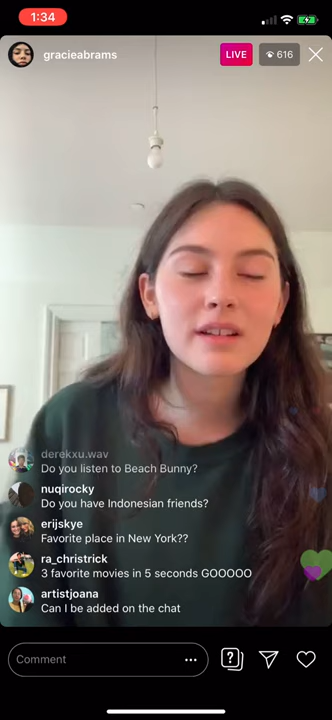 1:34
gracieabrams
LIVE
616
derekxu.wav
Do you listen to Beach Bunny?
nuqirocky
Do you have Indonesian friends?
erijskye
Favorite place in New York??
ra_christrick
3 favorite movies in 5 seconds GOOOOO
artistjoana
Can I be added on the chat
Comment